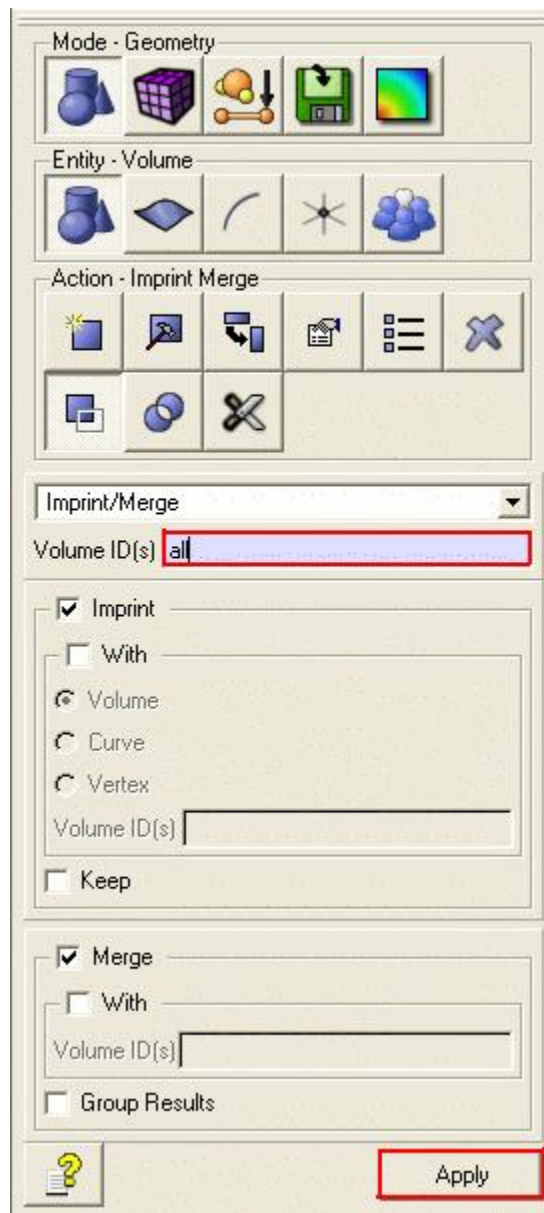 Mode - Geometry
Entity - Volume
Action - Imprint Merge
Imprint/Merge
Volume ID(s) all
Imprint
With
Volume
Curve
Vertex
Volume ID(s)
Keep
Merge
With
Volume ID(s)
Group Results
Apply